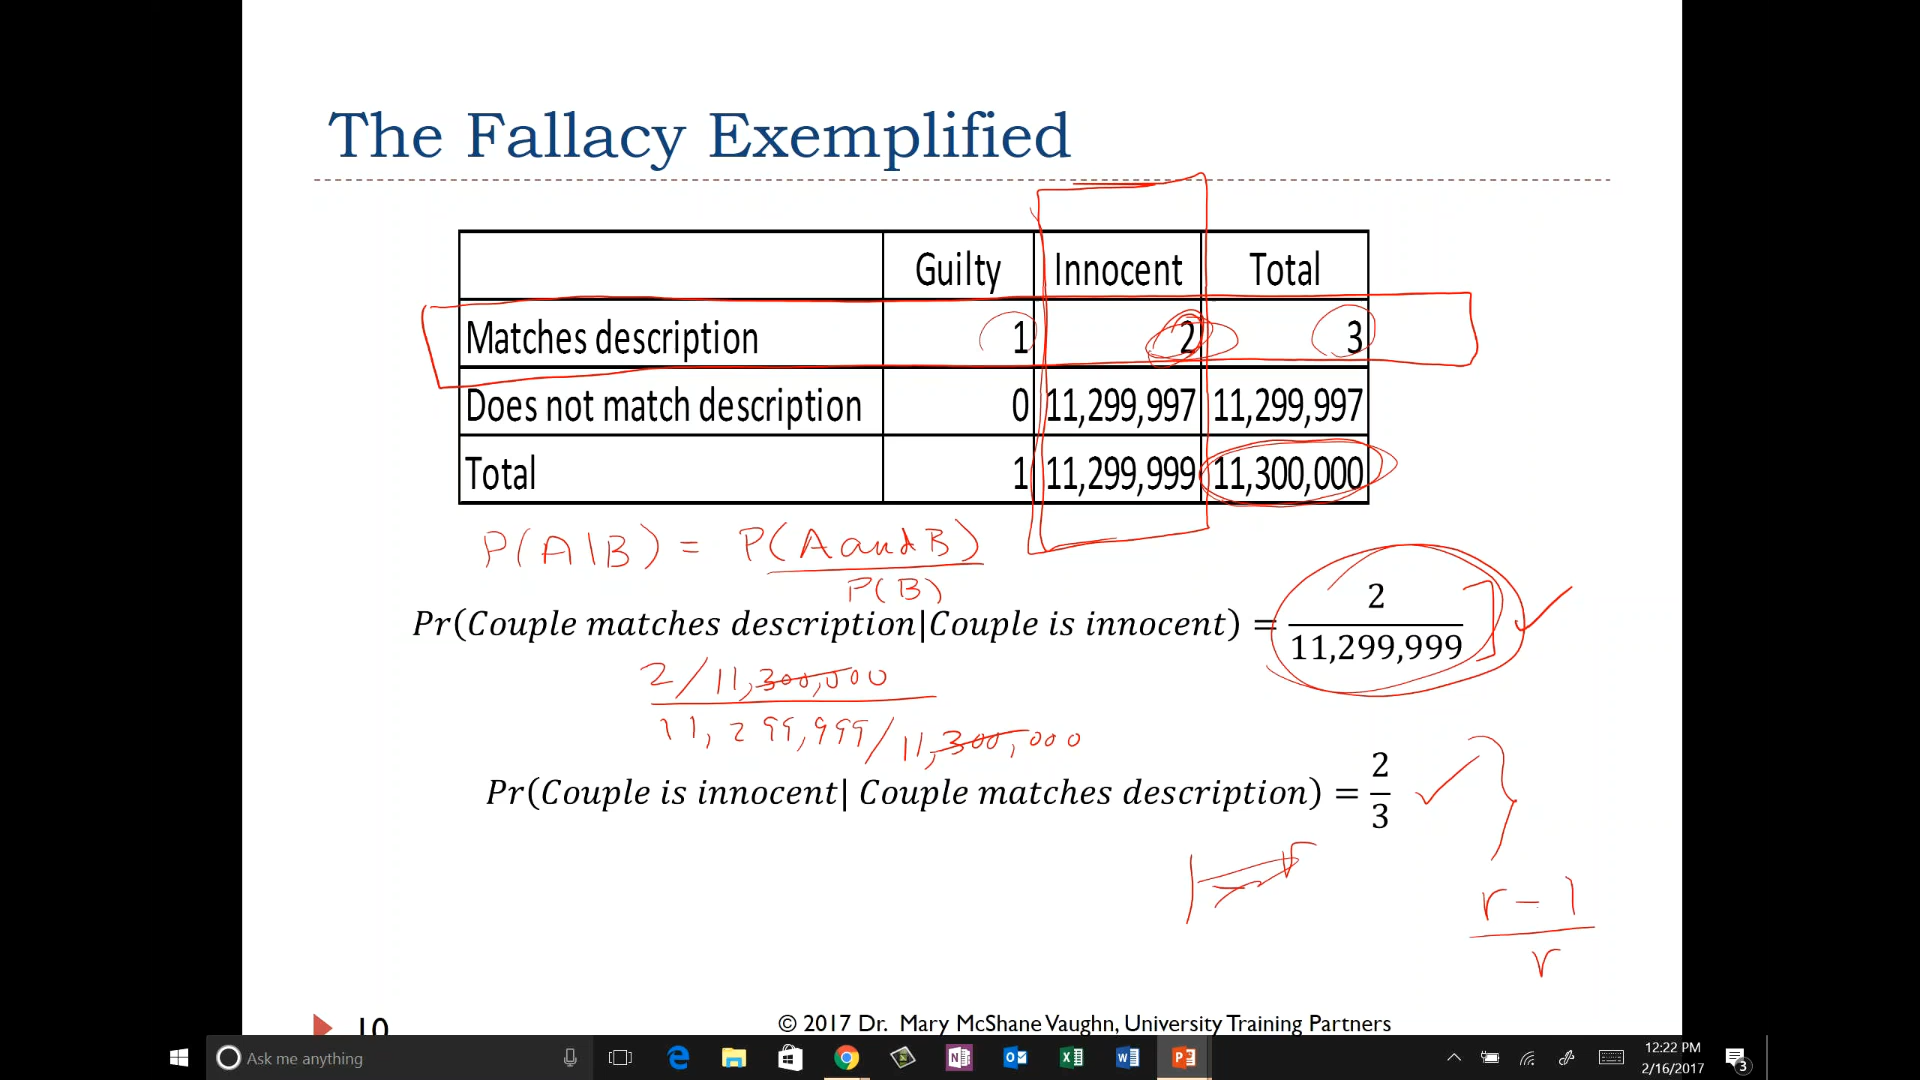 The Fallacy Exemplified
Guilty Innocent Total
Matches description 1 2 3
Does not match description 0 11,299,997 11,299,997
Total 1 11,299,999 11,300,000
P(A|B) = P(A and B)
P(B)
Pr(Couple matches description|Couple is innocent) = 2
11,299,999
2/11,300,000
11,299,999/11,300,000
Pr(Couple is innocent| Couple matches description) = 2
3
r-1
r
10
© 2017 Dr. Mary McShane Vaughn, University Training Partners
Ask me anything
12:22 PM
2/16/2017
3